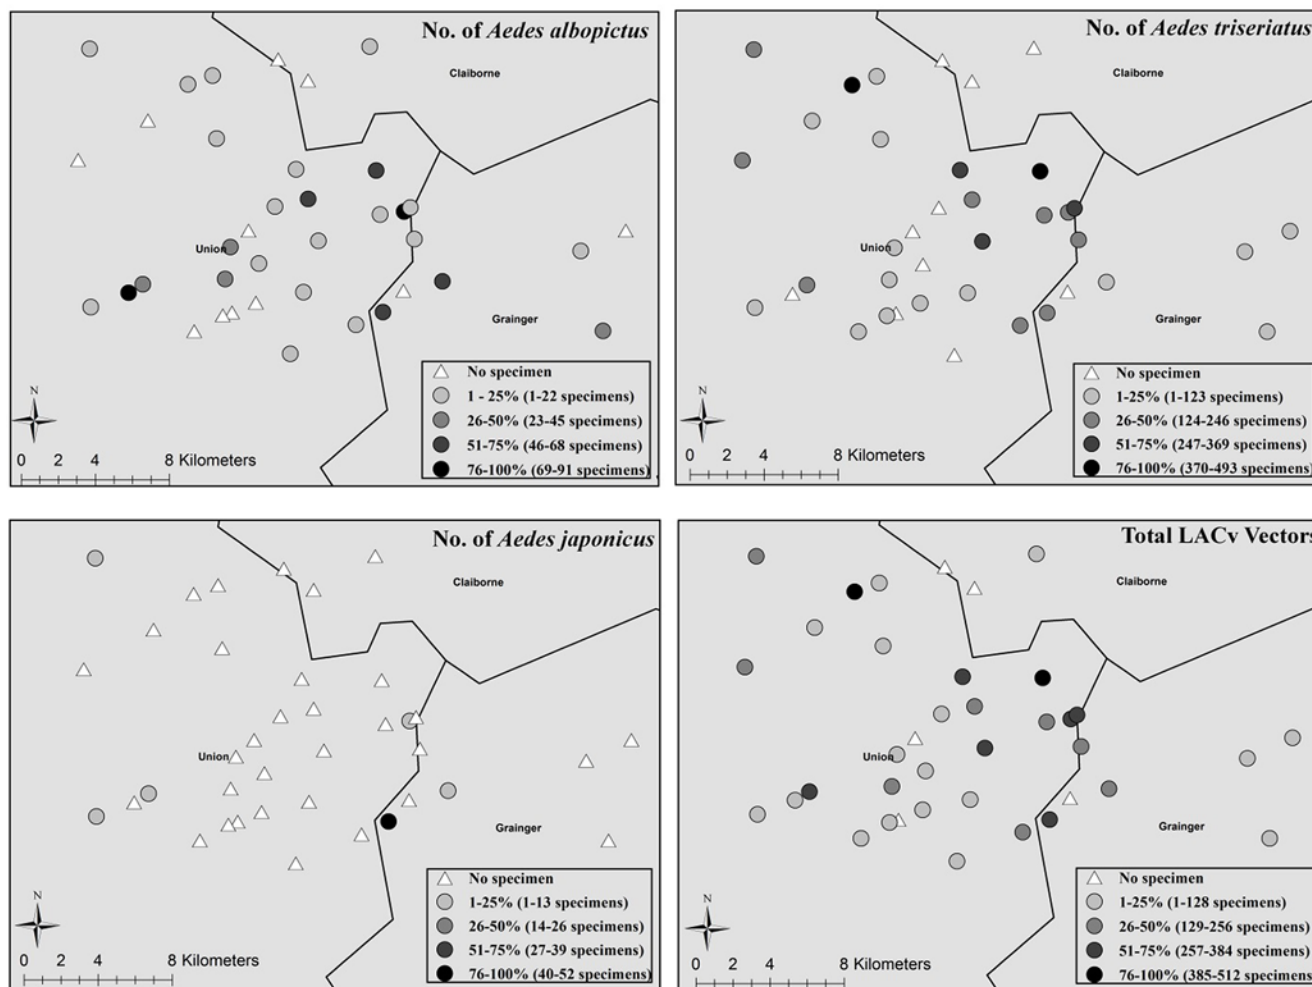 No. of Aedes albopictus
Claiborne
Union
Grainger
No specimen
1 - 25% (1-22 specimens)
26-50% (23-45 specimens)
51-75% (46-68 specimens)
76-100% (69-91 specimens)
N
0 2 4 8 Kilometers
No. of Aedes triseriatus
Claiborne
Union
Grainger
No specimen
1-25% (1-123 specimens)
26-50% (124-246 specimens)
51-75% (247-369 specimens)
76-100% (370-493 specimens)
N
0 2 4 8 Kilometers
No. of Aedes japonicus
Claiborne
Union
Grainger
No specimen
1-25% (1-13 specimens)
26-50% (14-26 specimens)
51-75% (27-39 specimens)
76-100% (40-52 specimens)
N
0 2 4 8 Kilometers
Total LACv Vectors
Claiborne
Union
Grainger
No specimen
1-25% (1-128 specimens)
26-50% (129-256 specimens)
51-75% (257-384 specimens)
76-100% (385-512 specimens)
N
0 2 4 8 Kilometers